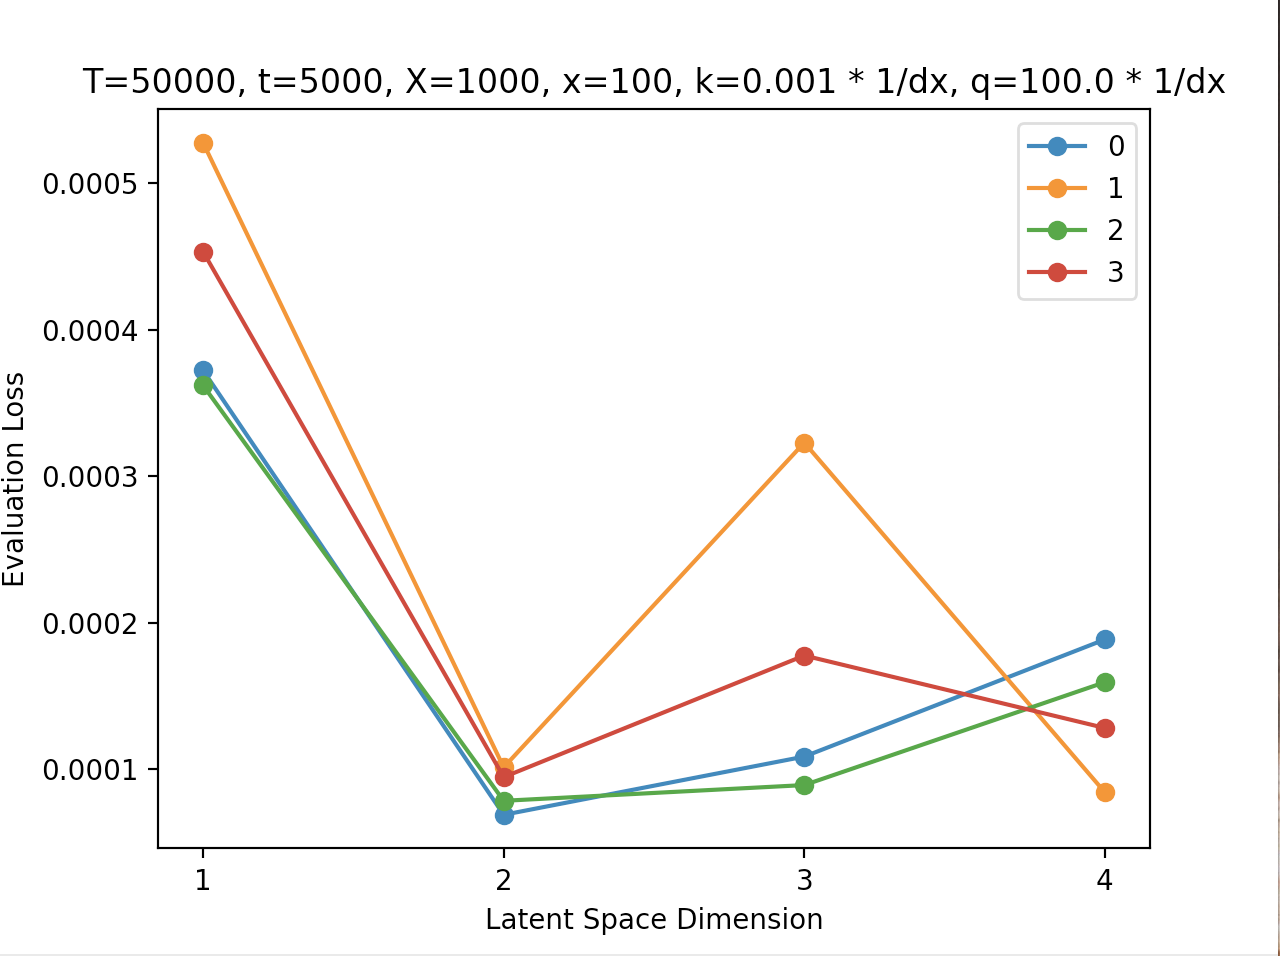 T=50000, t=5000, X=1000, x=100, k=0.001 * 1/dx, q=100.0 * 1/dx
0
1
2
3
0.0005
0.0004
0.0003
0.0002
0.0001
Evaluation Loss
1 2 3 4
Latent Space Dimension